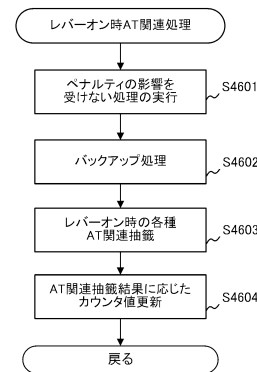 レバーオン時AT関連処理
ペナルティの影響を
受けない処理の実行
S4601
バックアップ処理
S4602
レバーオン時の各種
AT関連抽籤
S4603
AT関連抽籤結果に応じた
カウンタ値更新
S4604
戻る